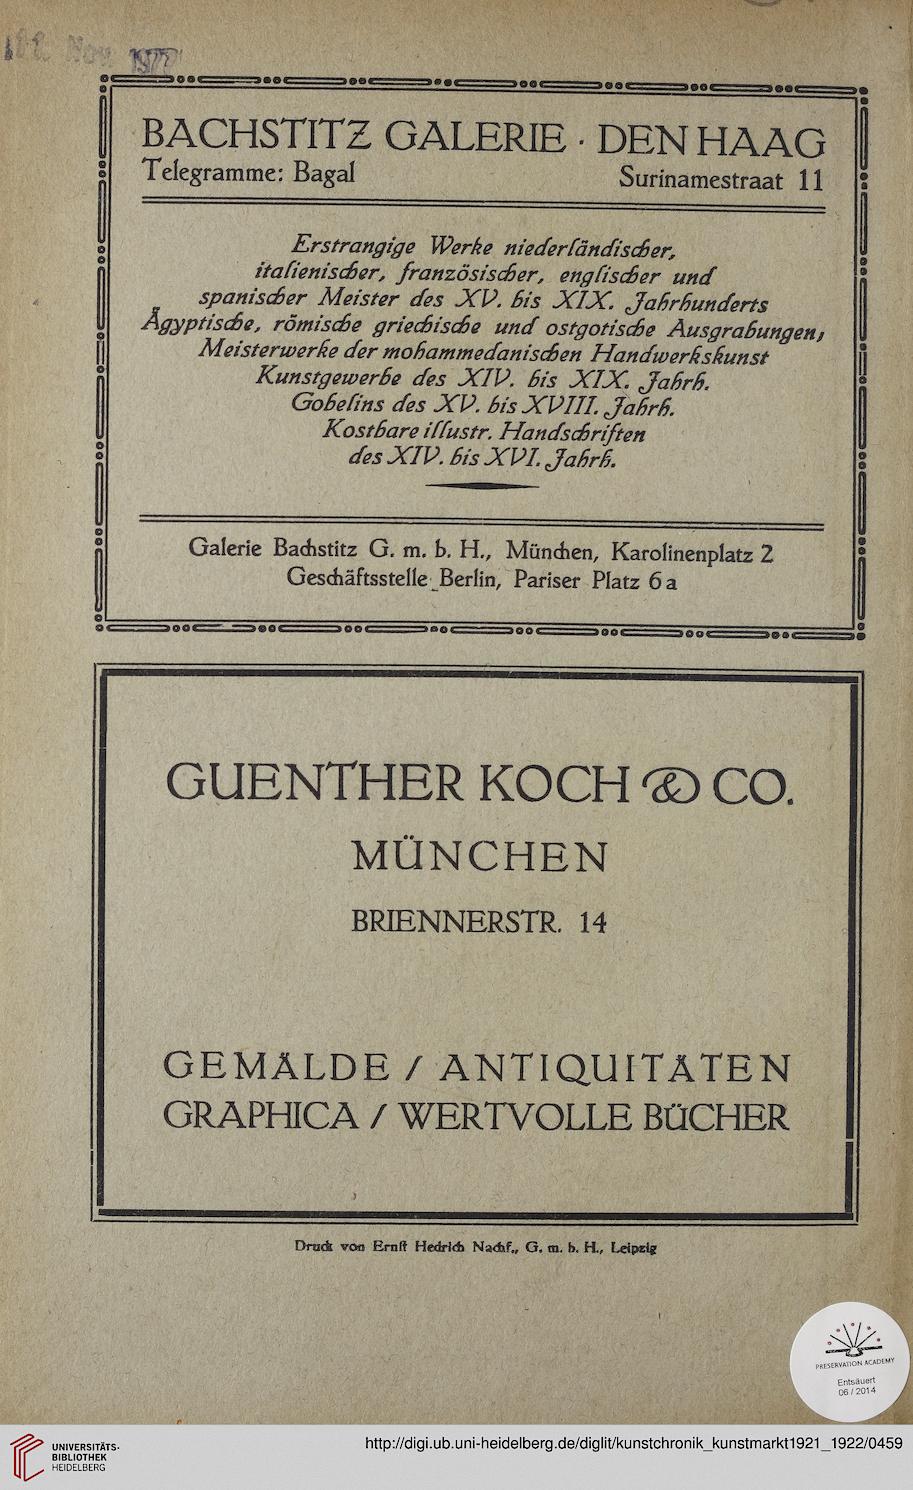 Nov. 1922
BACHSTITZ GALERIE · DEN HAAG
Telegramme: Bagal Surinamestraat 11
Erstrangige Werke niederländischer,
italienischer, französischer, englischer und
spanischer Meister des XV. bis XIX. Jahrhunderts
Ägyptische, römische griechische und ostgotische Ausgrabungen,
Meisterwerke der mohammedanischen Handwerkskunst
Kunstgewerbe des XIV. bis XIX. Jahrh.
Gobelins des XV. bis XVIII. Jahrh.
Kostbare illustr. Handschriften
des XIV. bis XVI. Jahrh.
Galerie Bachstitz G. m. b. H., München, Karolinenplatz 2
Geschäftsstelle Berlin, Pariser Platz 6a
GUENTHER KOCH & CO.
MÜNCHEN
BRIENNERSTR. 14
GEMÄLDE / ANTIQUITÄTEN
GRAPHICA / WERTVOLLE BÜCHER
Druck von Ernst Hedrich Nachf., G. m. b. H., Leipzig
PRESERVATION ACADEMY
Entsäuert
06 / 2014
UNIVERSITÄTS-
BIBLIOTHEK
HEIDELBERG
http://digi.ub.uni-heidelberg.de/diglit/kunstchronik_kunstmarkt1921_1922/0459